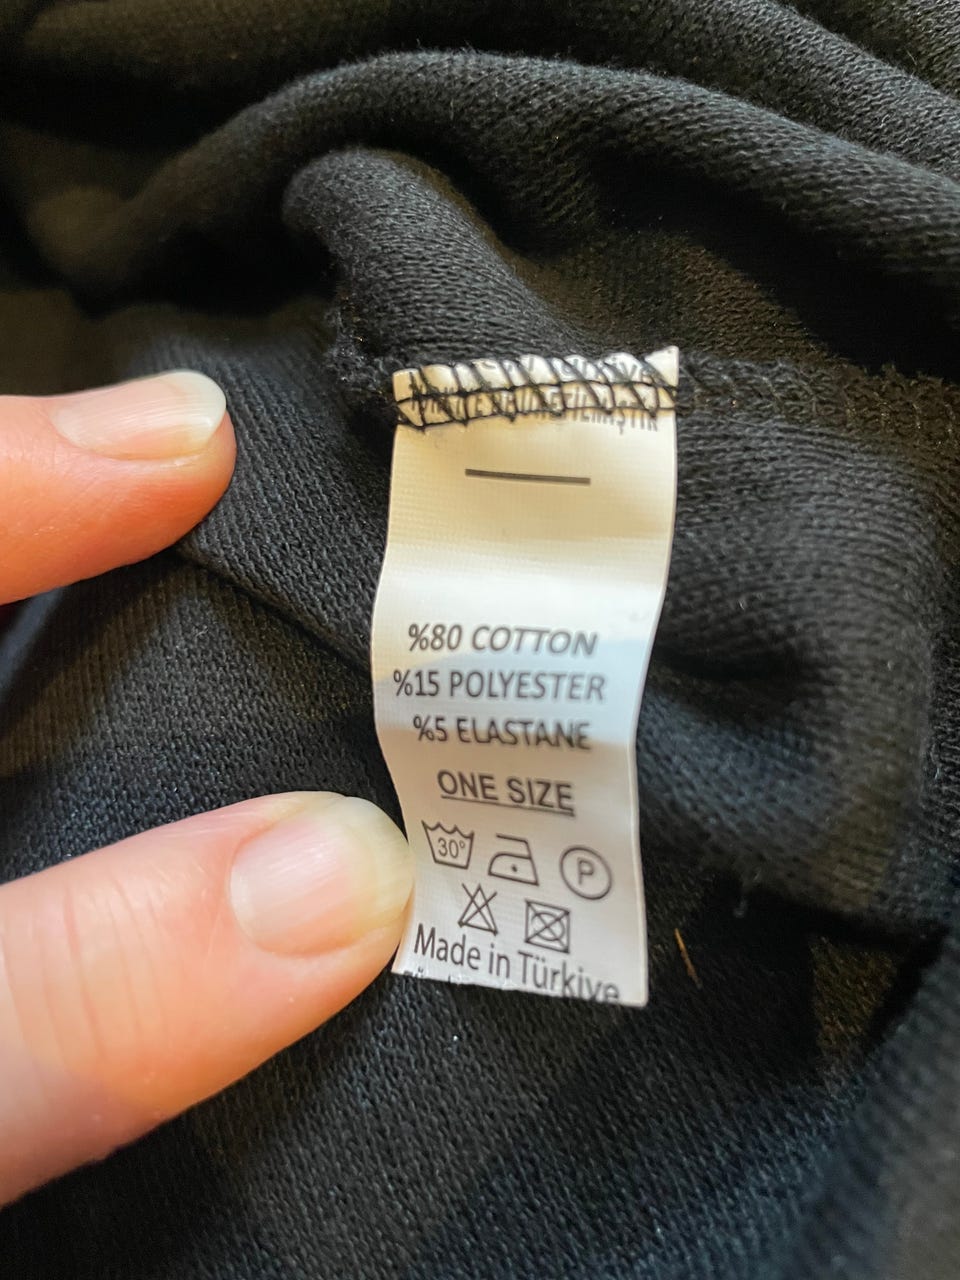 %80 COTTON
%15 POLYESTER
%5 ELASTANE
ONE SIZE
30°
P
Made in Türkiye